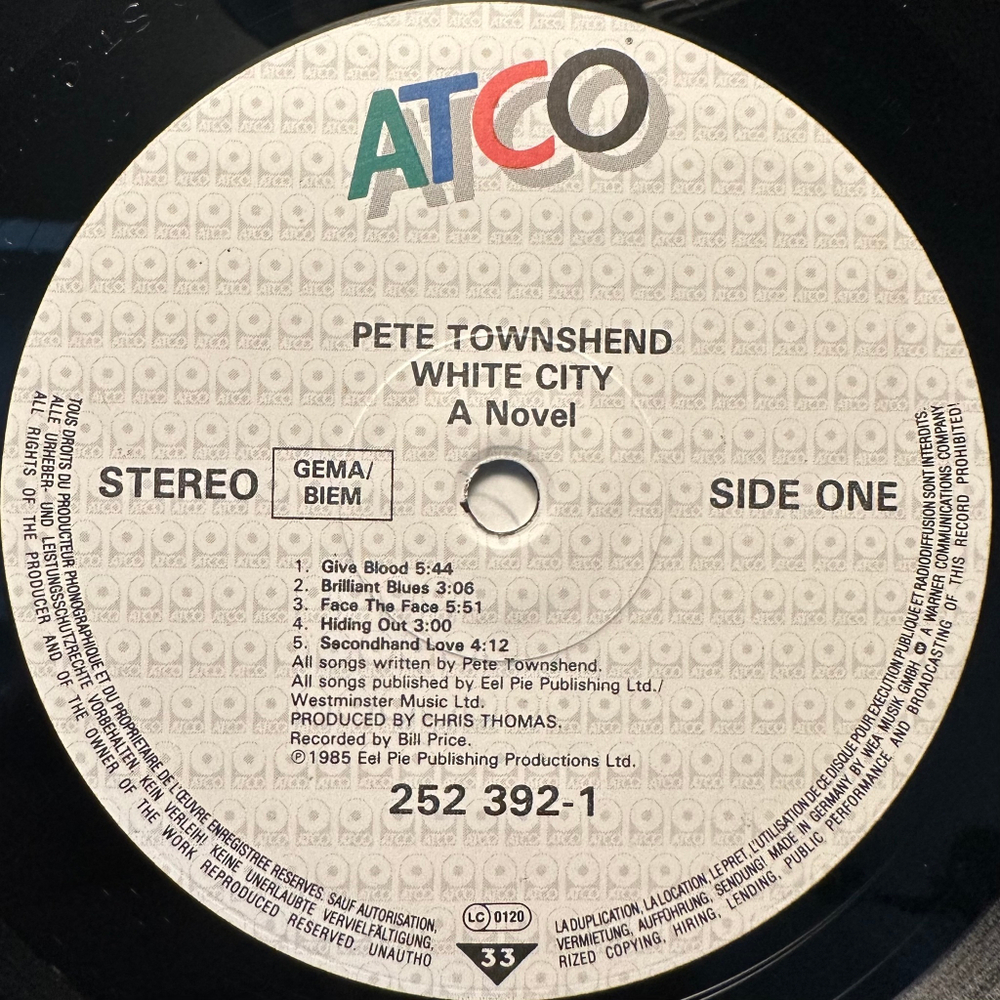 ATCO®
PETE TOWNSHEND
WHITE CITY
A Novel
STEREO
GEMA/
BIEM
SIDE ONE
1. Give Blood 5:44
2. Brilliant Blues 3:06
3. Face The Face 5:51
4. Hiding Out 3:00
5. Secondhand Love 4:12
All songs written by Pete Townshend.
All songs published by Eel Pie Publishing Ltd./
Westminster Music Ltd.
PRODUCED BY CHRIS THOMAS.
Recorded by Bill Price.
℗1985 Eel Pie Publishing Productions Ltd.
252 392-1
TOUS DROITS DU PRODUCTEUR PHONOGRAPHIQUE ET DU PROPRIETAIRE DE L'ŒUVRE ENREGISTREE RESERVES. SAUF AUTORISATION,
LA DUPLICATION, LA LOCATION, LE PRET, L'UTILISATION DE CE DISQUE POUR EXECUTION PUBLIQUE ET RADIODIFFUSION SONT INTERDITS.
ALLE URHEBER- UND LEISTUNGSSCHUTZRECHTE VORBEHALTEN. KEIN VERLEIH! KEINE UNERLAUBTE VERVIELFÄLTIGUNG,
VERMIETUNG, AUFFÜHRUNG, SENDUNG! MADE IN GERMANY BY WEA MUSIK GMBH A WARNER COMMUNICATIONS COMPANY
ALL RIGHTS OF THE PRODUCER AND OF THE OWNER OF THE WORK REPRODUCED RESERVED. UNAUTHO
RIZED COPYING, HIRING, LENDING, PUBLIC PERFORMANCE AND BROADCASTING OF THIS RECORD PROHIBITED!
LC 0120
33